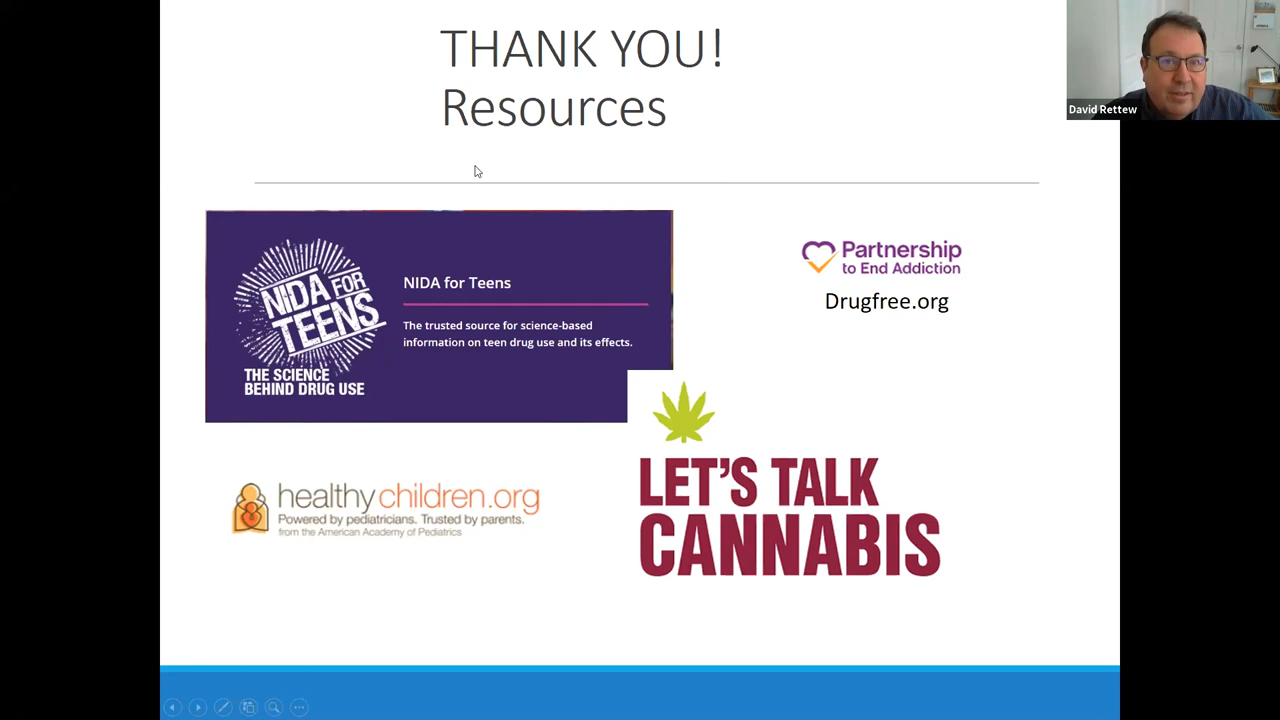 THANK YOU!
Resources
David Rettew
NIDA FOR
TEENS
THE SCIENCE
BEHIND DRUG USE
NIDA for Teens
The trusted source for science-based
information on teen drug use and its effects.
Partnership
to End Addiction
Drugfree.org
healthychildren.org
Powered by pediatricians. Trusted by parents.
from the American Academy of Pediatrics
LET'S TALK
CANNABIS